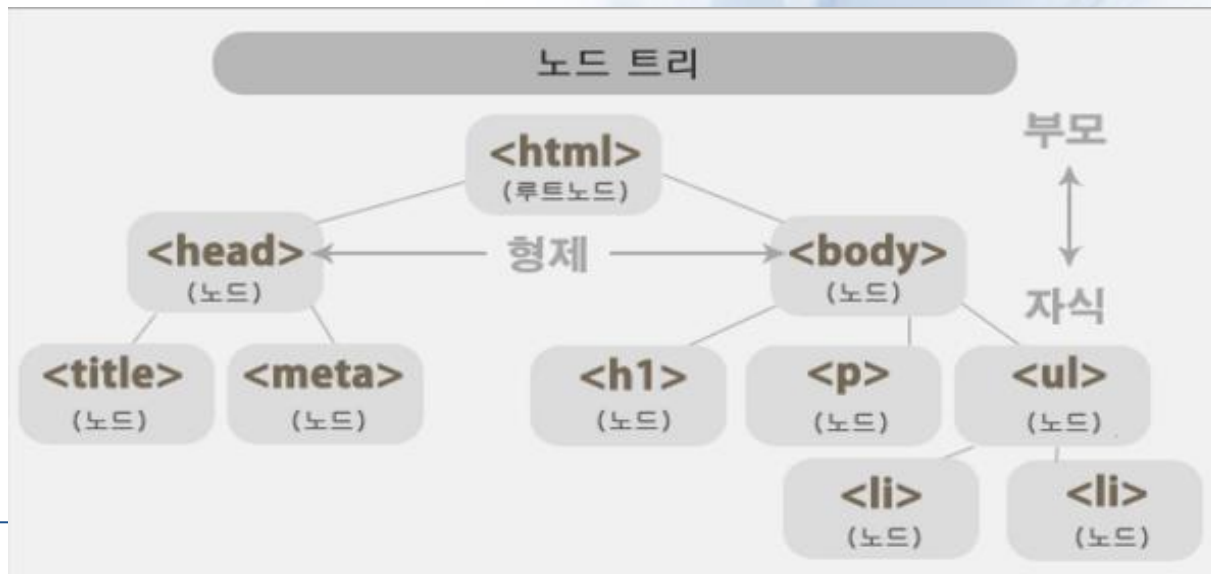 노드 트리
부모
<html>
(루트노드)
<head>
(노드)
형제
<body>
(노드)
자식
<title>
(노드)
<meta>
(노드)
<h1>
(노드)
<p>
(노드)
<ul>
(노드)
<li>
(노드)
<li>
(노드)